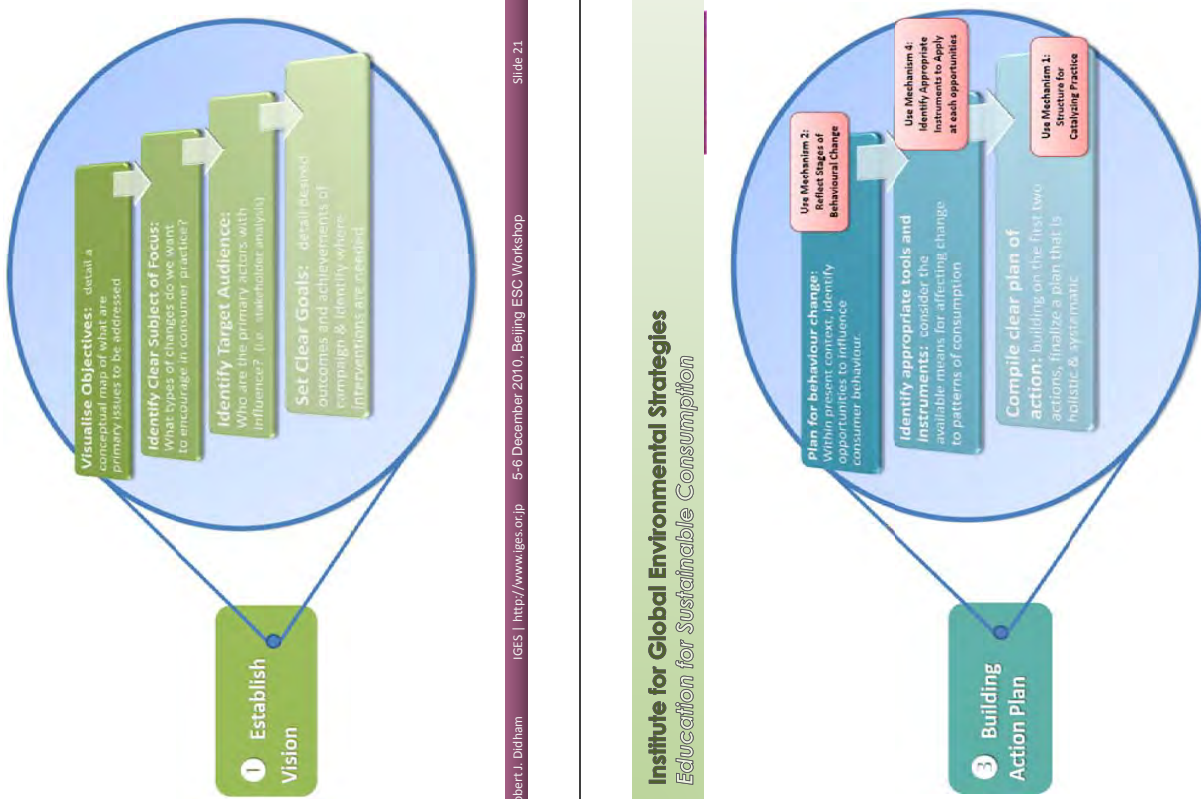 Visualise Objectives: detail a
conceptual map of what are
primary issues to be addressed
Identify Clear Subject of Focus:
What types of changes do we want
to encourage in consumer practice?
Identify Target Audience:
Who are the primary actors with
influence? (i.e. stakeholder analysis)
Set Clear Goals: detail desired
outcomes and achievements of
campaign & identify where
interventions are needed
1 Establish
Vision
obert J. Didham IGES | http://www.iges.or.jp 5-6 December 2010, Beijing ESC Workshop Slide 21
Institute for Global Environmental Strategies
Education for Sustainable Consumption
Plan for behaviour change:
Within present context, identify
opportunities to influence
consumer behaviour.
Use Mechanism 2:
Reflect Stages of
Behavioural Change
Identify appropriate tools and
instruments: consider the
available means for affecting change
to patterns of consumption
Use Mechanism 4:
Identify Appropriate
Instruments to Apply
at each opportunities
Compile clear plan of
action: building on the first two
actions, finalize a plan that is
holistic & systematic
Use Mechanism 1:
Structure for
Catalyzing Practice
3 Building
Action Plan